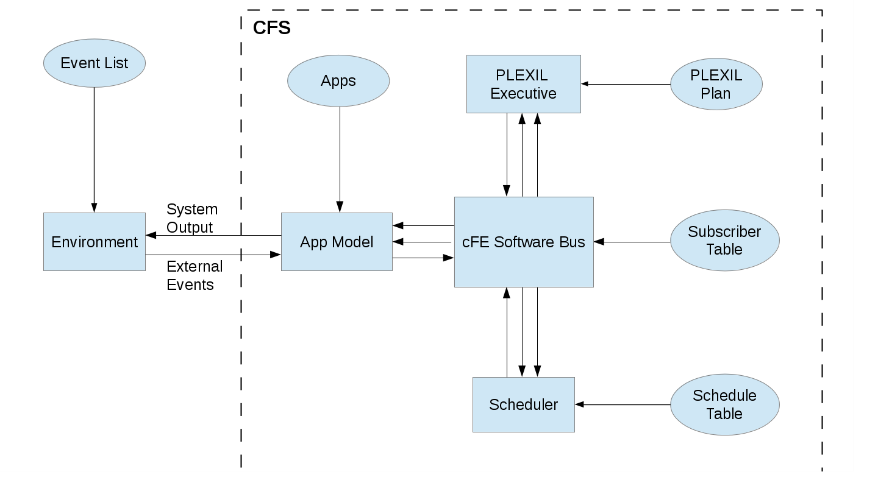 CFS
Event List
Apps
PLEXIL
Executive
PLEXIL
Plan
System
Output
Environment
External
Events
App Model
cFE Software Bus
Subscriber
Table
Scheduler
Schedule
Table